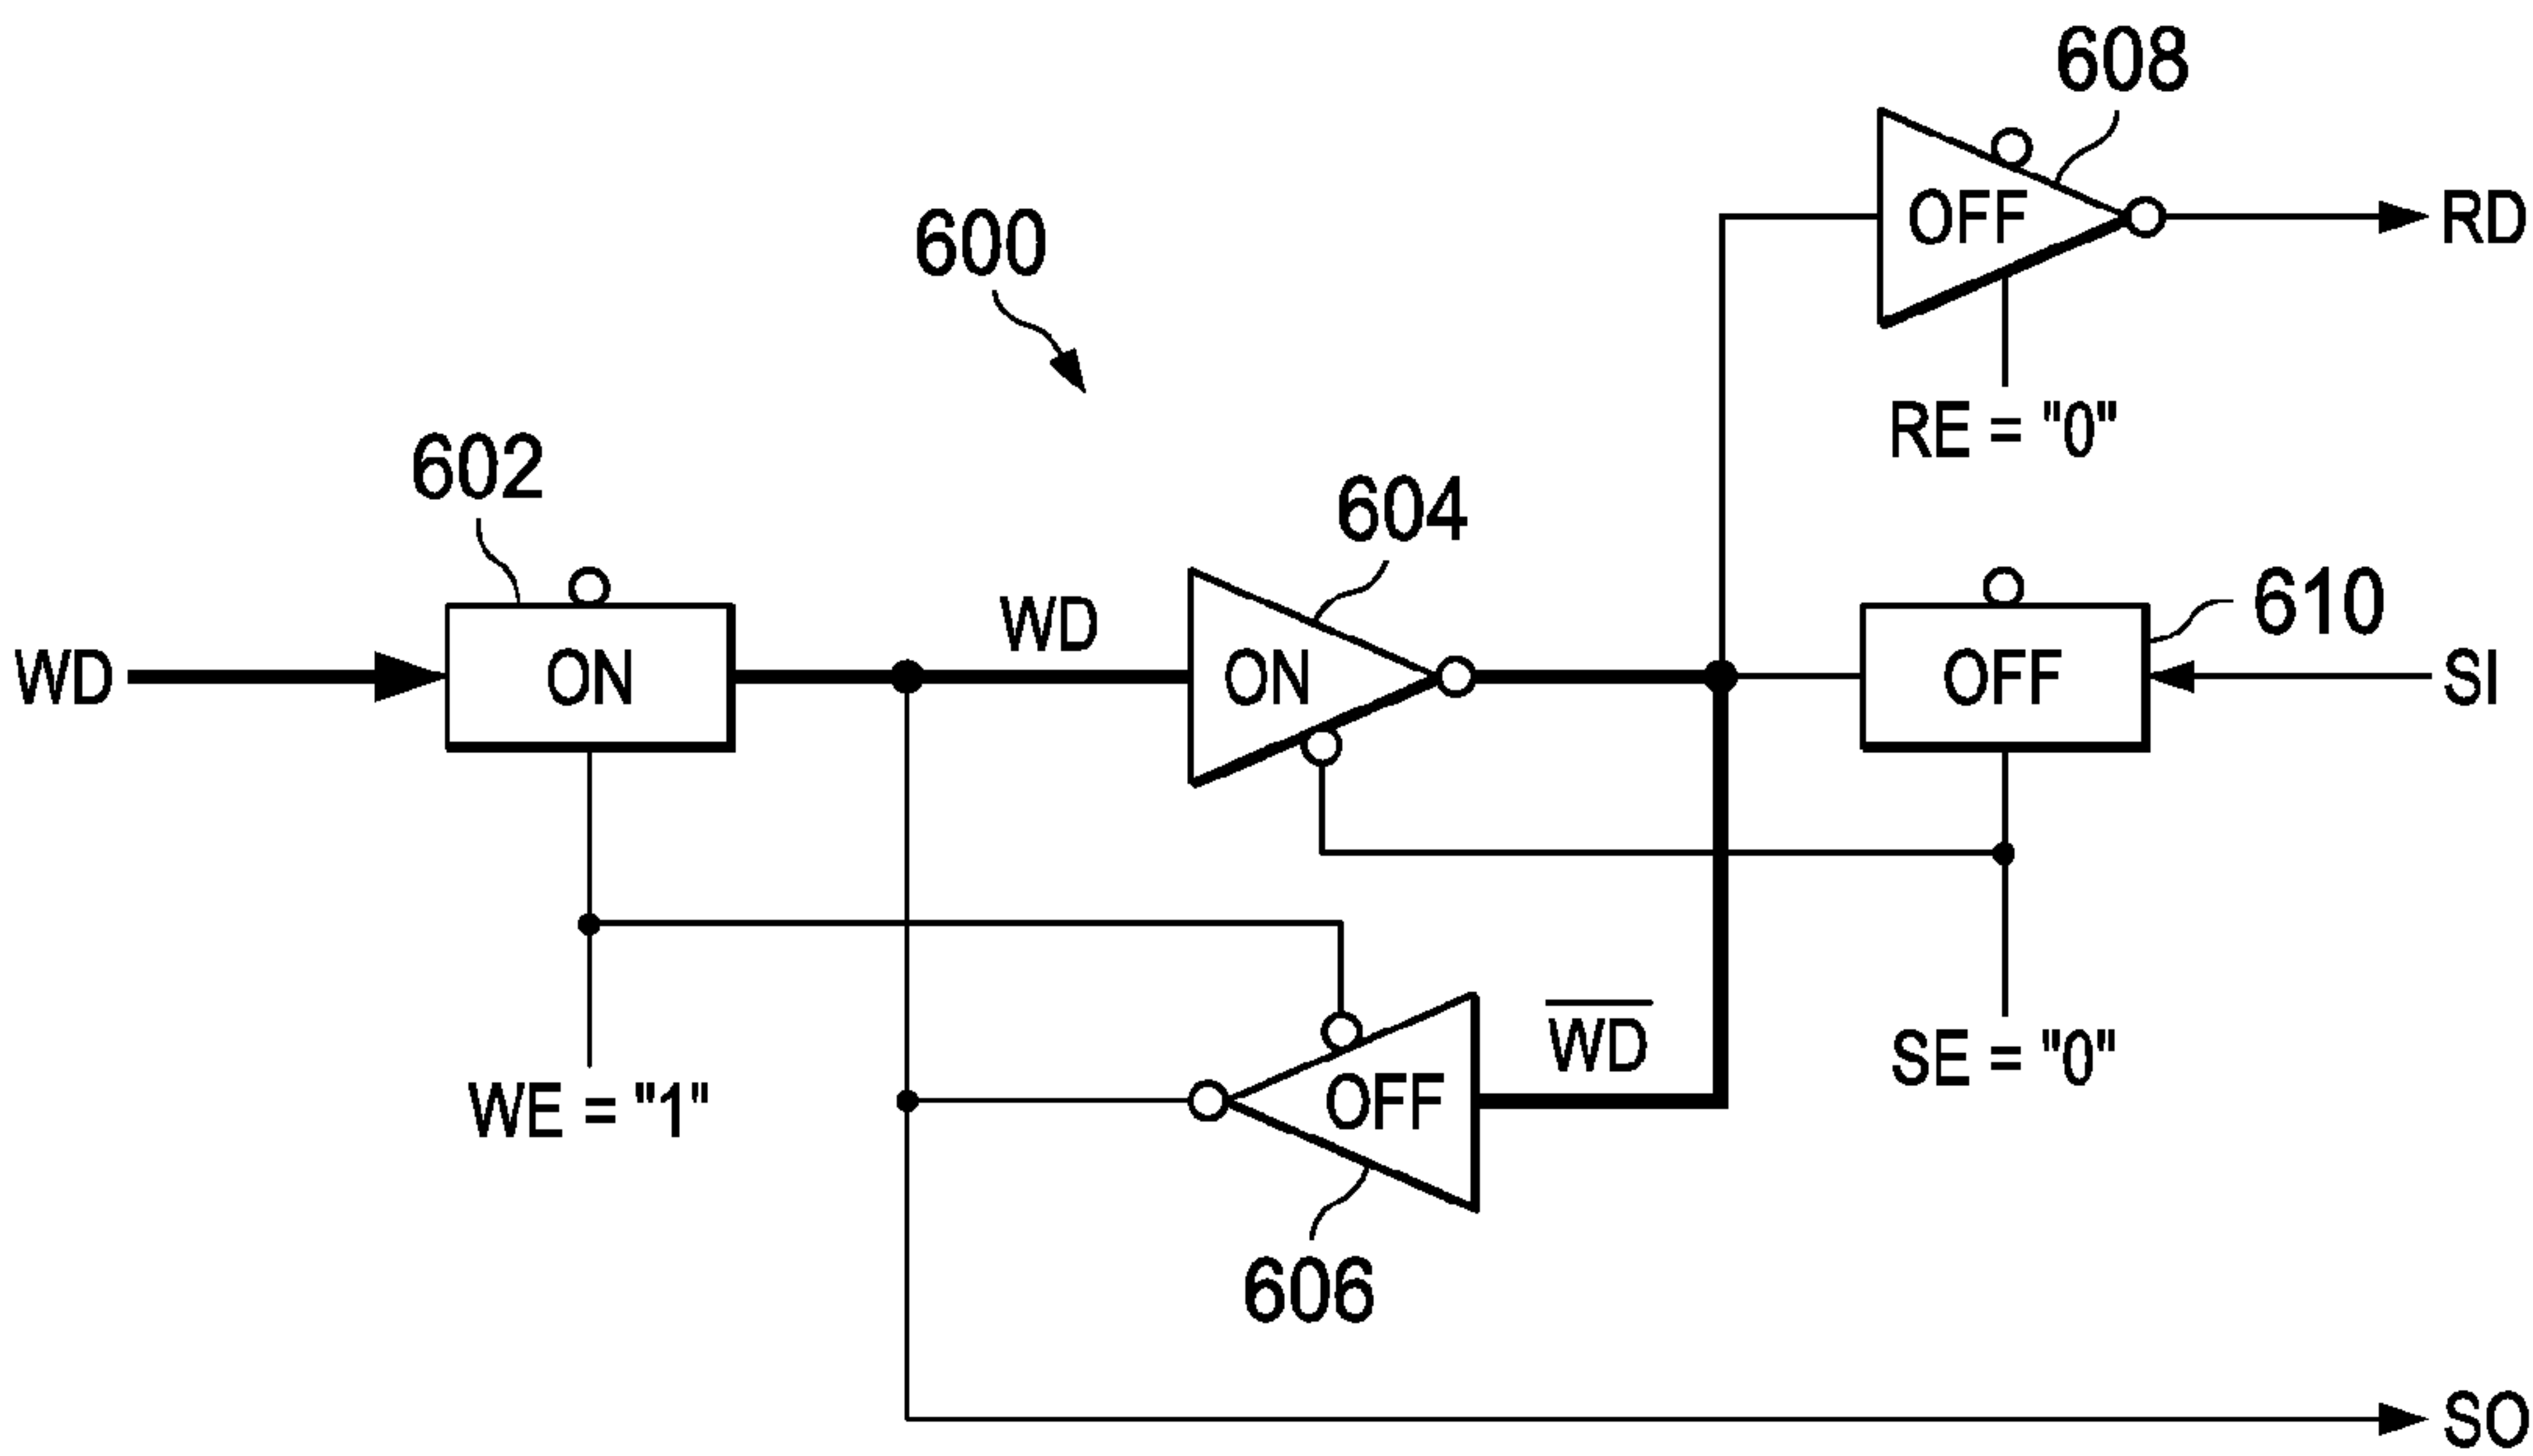 608
OFF
RD
600
RE = "0"
602
604
WD
610
WD
ON
ON
OFF
SI
W̅D̅
OFF
SE = "0"
WE = "1"
606
SO